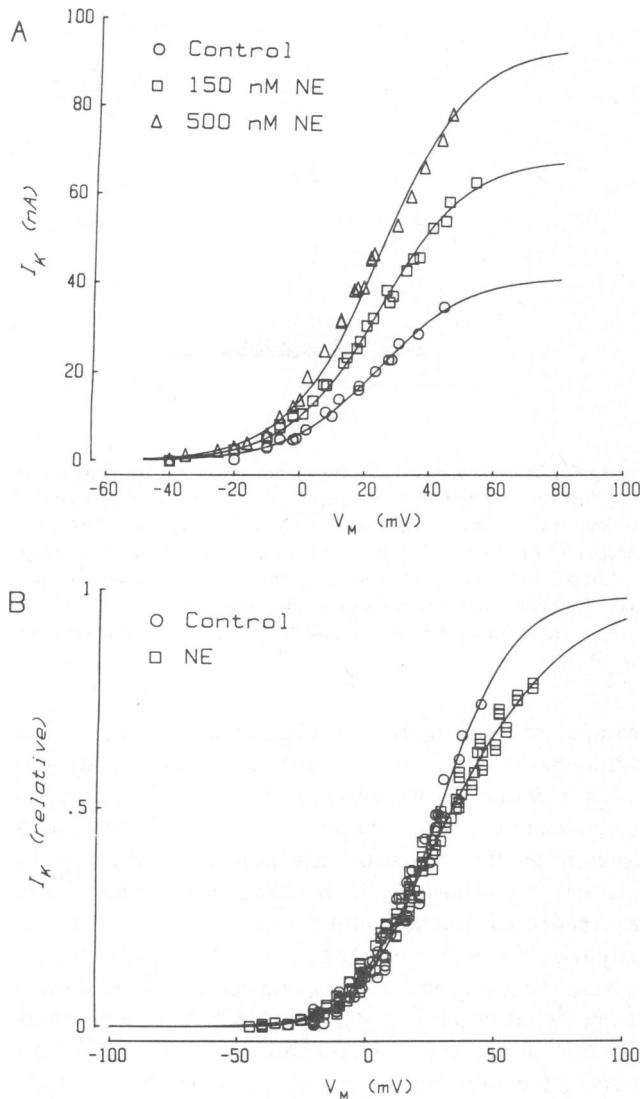 A
100
80
60
40
20
0
I_K (nA)
Control
150 nM NE
500 nM NE
-60 -40 -20 0 20 40 60 80 100
V_M (mV)
B
1
.5
0
I_K (relative)
Control
NE
-100 -50 0 50 100
V_M (mV)